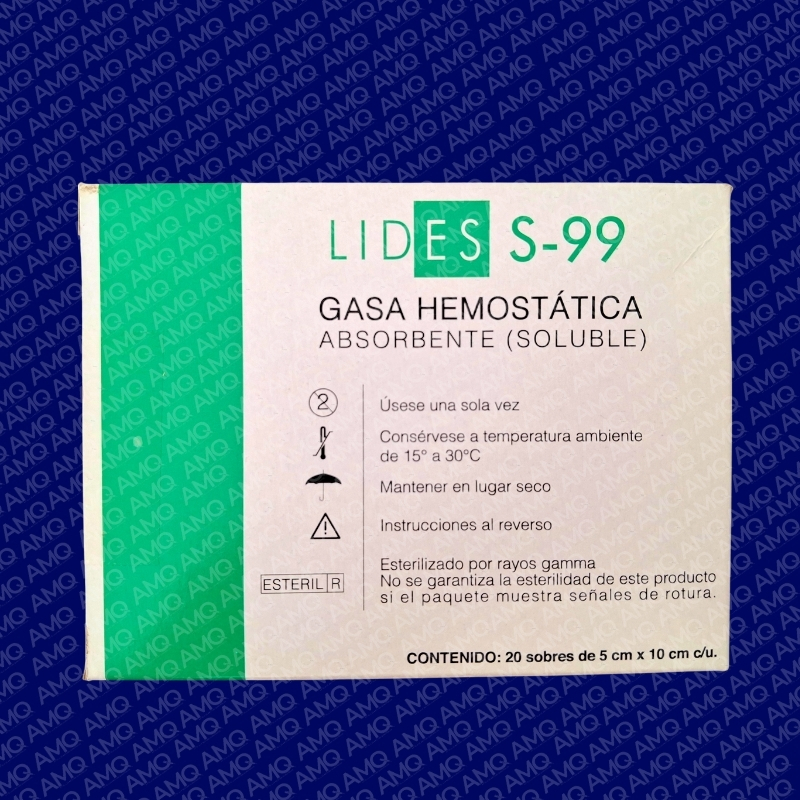 LIDES S-99
GASA HEMOSTÁTICA
ABSORBENTE (SOLUBLE)
2
Úsese una sola vez
Consérvese a temperatura ambiente
de 15° a 30°C
Mantener en lugar seco
Instrucciones al reverso
Esterilizado por rayos gamma
ESTERIL R
No se garantiza la esterilidad de este producto
si el paquete muestra señales de rotura.
CONTENIDO: 20 sobres de 5 cm x 10 cm c/u.
AMQ